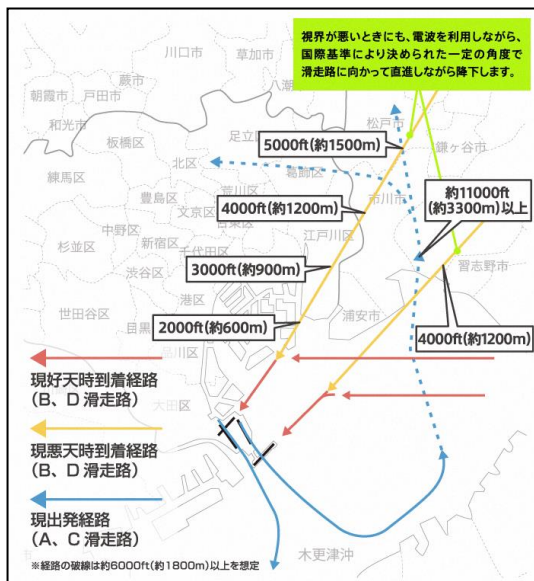 視界が悪いときにも、電波を利用しながら、
国際基準により決められた一定の角度で
滑走路に向かって直進しながら降下します。
川口市
草加市
八潮
蕨市
戸田市
朝霞市
和光市
松戸市
鎌ヶ谷市
板橋区
足立区
北区
5000ft(約1500m)
葛飾区
練馬区
豊島区
荒川区
文京区
台東区
市川市
約11000ft
(約3300m)以上
4000ft(約1200m)
中野区
新宿区
千代田区
江戸川区
杉並区
渋谷区
3000ft(約900m)
習志野市
港区
世田谷区
目黒
2000ft(約600m)
浦安市
4000ft(約1200m)
品川区
現好天時到着経路
(B、D 滑走路)
大田区
現悪天時到着経路
(B、D 滑走路)
現出発経路
(A、C 滑走路)
木更津沖
※経路の破線は約6000ft(約1800m)以上を想定